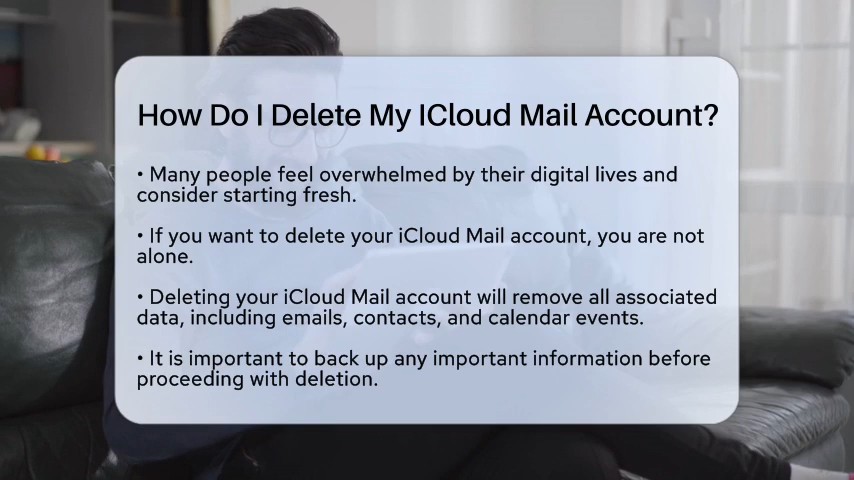 How Do I Delete My ICloud Mail Account?
• Many people feel overwhelmed by their digital lives and
consider starting fresh.
• If you want to delete your iCloud Mail account, you are not
alone.
• Deleting your iCloud Mail account will remove all associated
data, including emails, contacts, and calendar events.
• It is important to back up any important information before
proceeding with deletion.